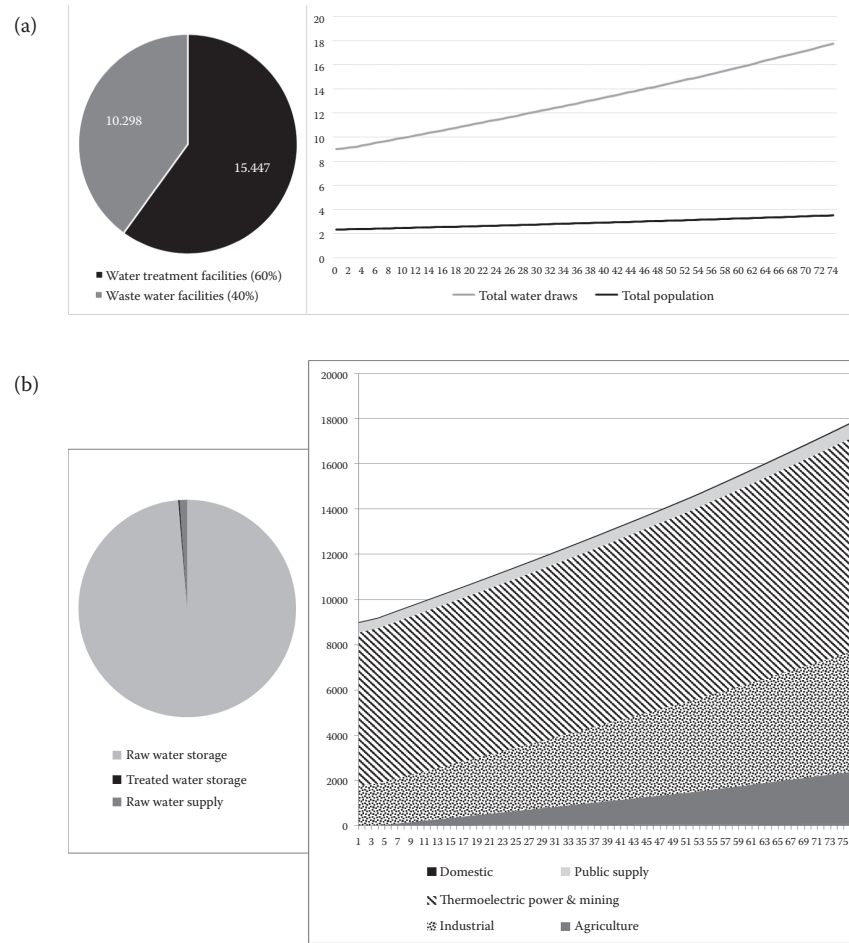 (a)
10.298
15.447
Water treatment facilities (60%)
Waste water facilities (40%)
20
18
16
14
12
10
8
6
4
2
0
0 2 4 6 8 10 12 14 16 18 20 22 24 26 28 30 32 34 36 38 40 42 44 46 48 50 52 54 56 58 60 62 64 66 68 70 72 74
Total water draws Total population
(b)
Raw water storage
Treated water storage
Raw water supply
20000
18000
16000
14000
12000
10000
8000
6000
4000
2000
0
1 3 5 7 9 11 13 15 17 19 21 23 25 27 29 31 33 35 37 39 41 43 45 47 49 51 53 55 57 59 61 63 65 67 69 71 73 75
Domestic Public supply
Thermoelectric power & mining
Industrial Agriculture